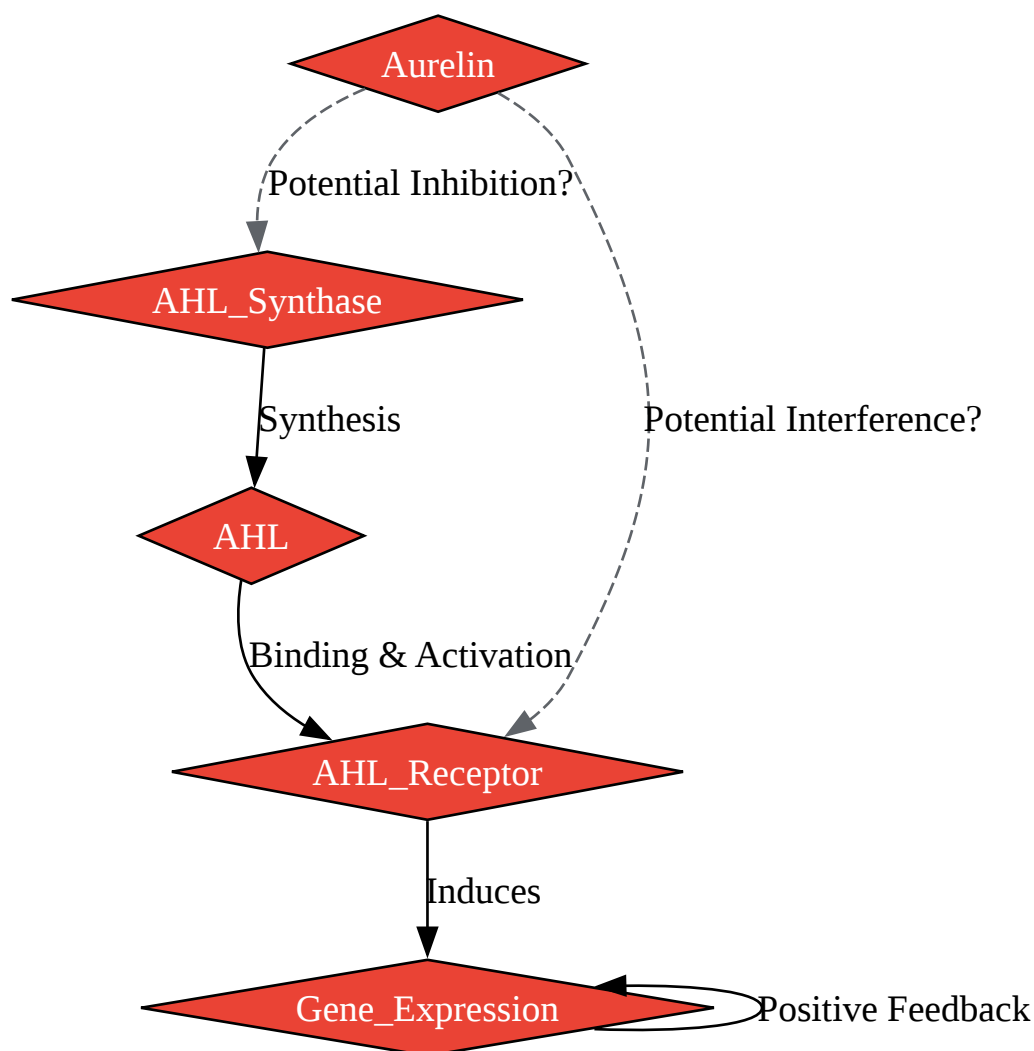 Aurelin
Potential Inhibition?
AHL_Synthase
Synthesis
Potential Interference?
AHL
Binding & Activation
AHL_Receptor
Induces
Gene_Expression
Positive Feedback